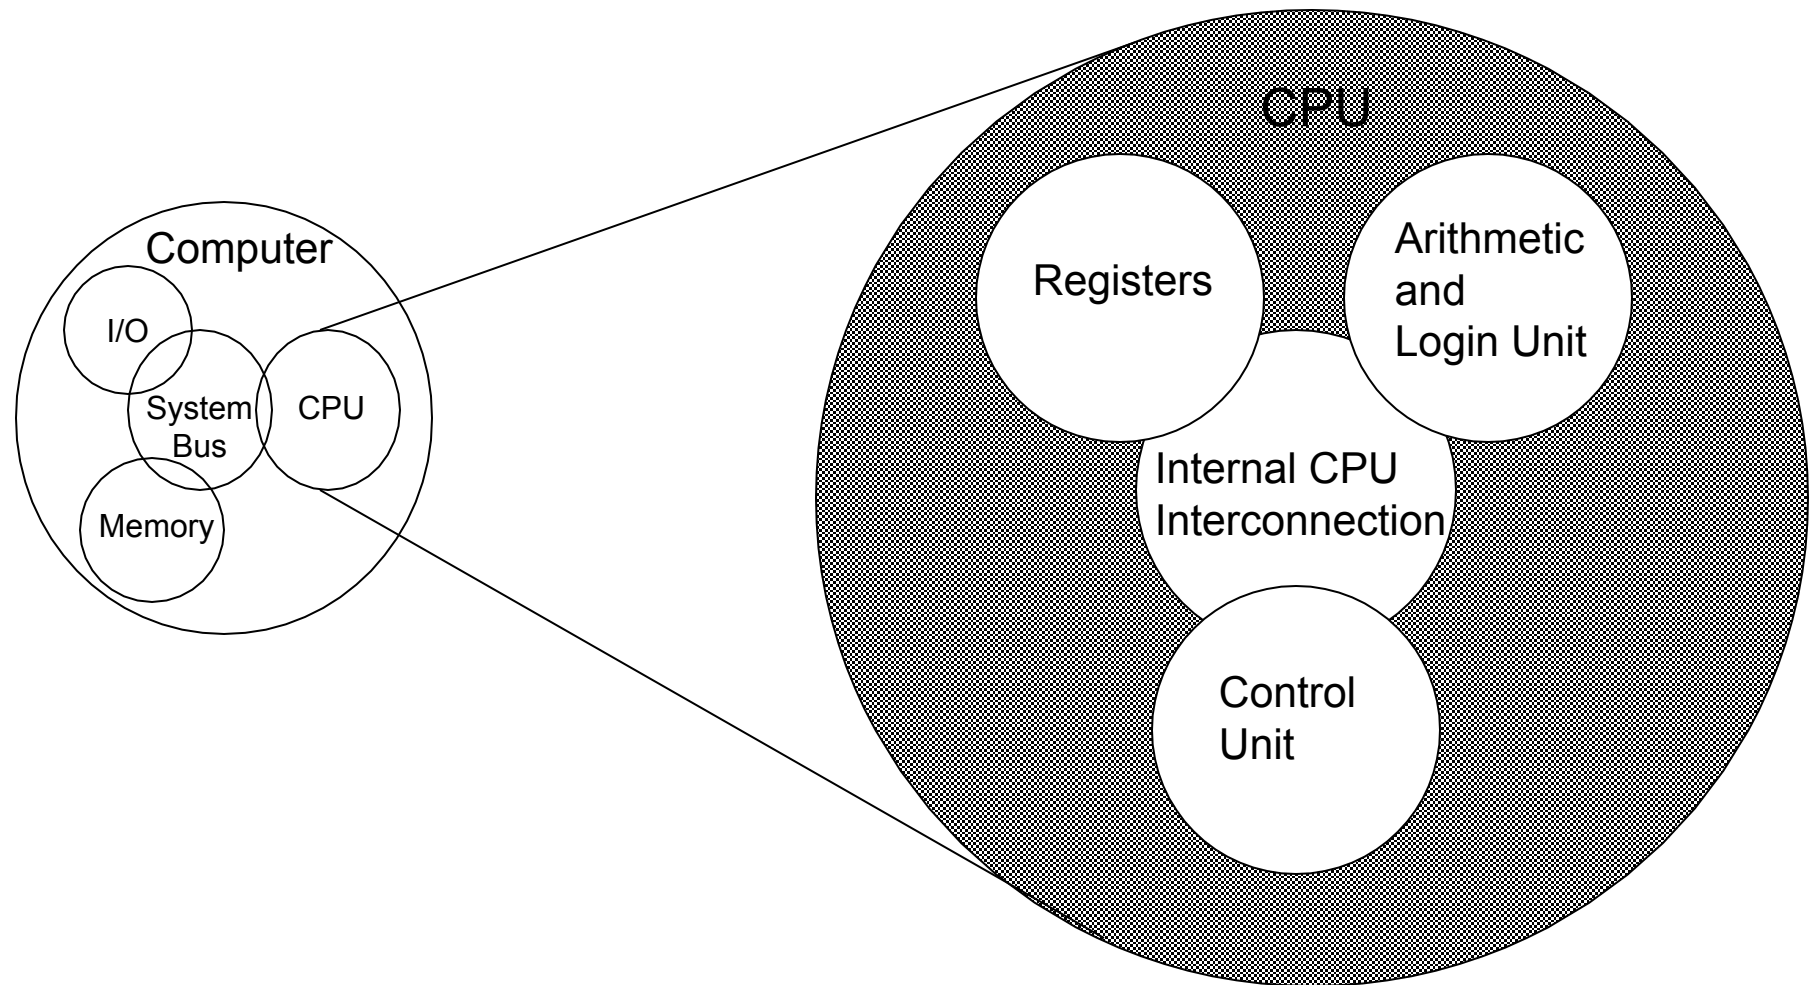 Computer
I/O
System
Bus
CPU
Memory
CPU
Registers
Arithmetic
and
Login Unit
Internal CPU
Interconnection
Control
Unit